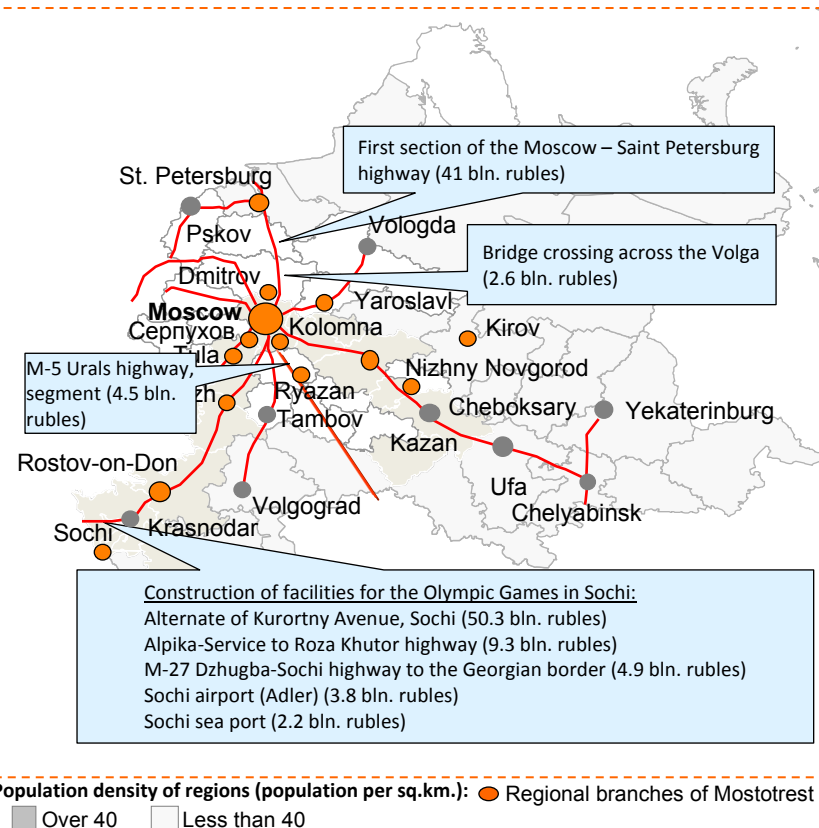 First section of the Moscow – Saint Petersburg
highway (41 bln. rubles)
St. Petersburg
Pskov
Vologda
Bridge crossing across the Volga
(2.6 bln. rubles)
Dmitrov
Yaroslavl
Moscow
Серпухов
Kolomna
Kirov
Tula
M-5 Urals highway,
segment (4.5 bln.
rubles)
Nizhny Novgorod
Ryazan
zh
Tambov
Cheboksary
Yekaterinburg
Kazan
Rostov-on-Don
Ufa
Volgograd
Chelyabinsk
Krasnodar
Sochi
Construction of facilities for the Olympic Games in Sochi:
Alternate of Kurortny Avenue, Sochi (50.3 bln. rubles)
Alpika-Service to Roza Khutor highway (9.3 bln. rubles)
M-27 Dzhugba-Sochi highway to the Georgian border (4.9 bln. rubles)
Sochi airport (Adler) (3.8 bln. rubles)
Sochi sea port (2.2 bln. rubles)
Population density of regions (population per sq.km.):
Regional branches of Mostotrest
Over 40
Less than 40